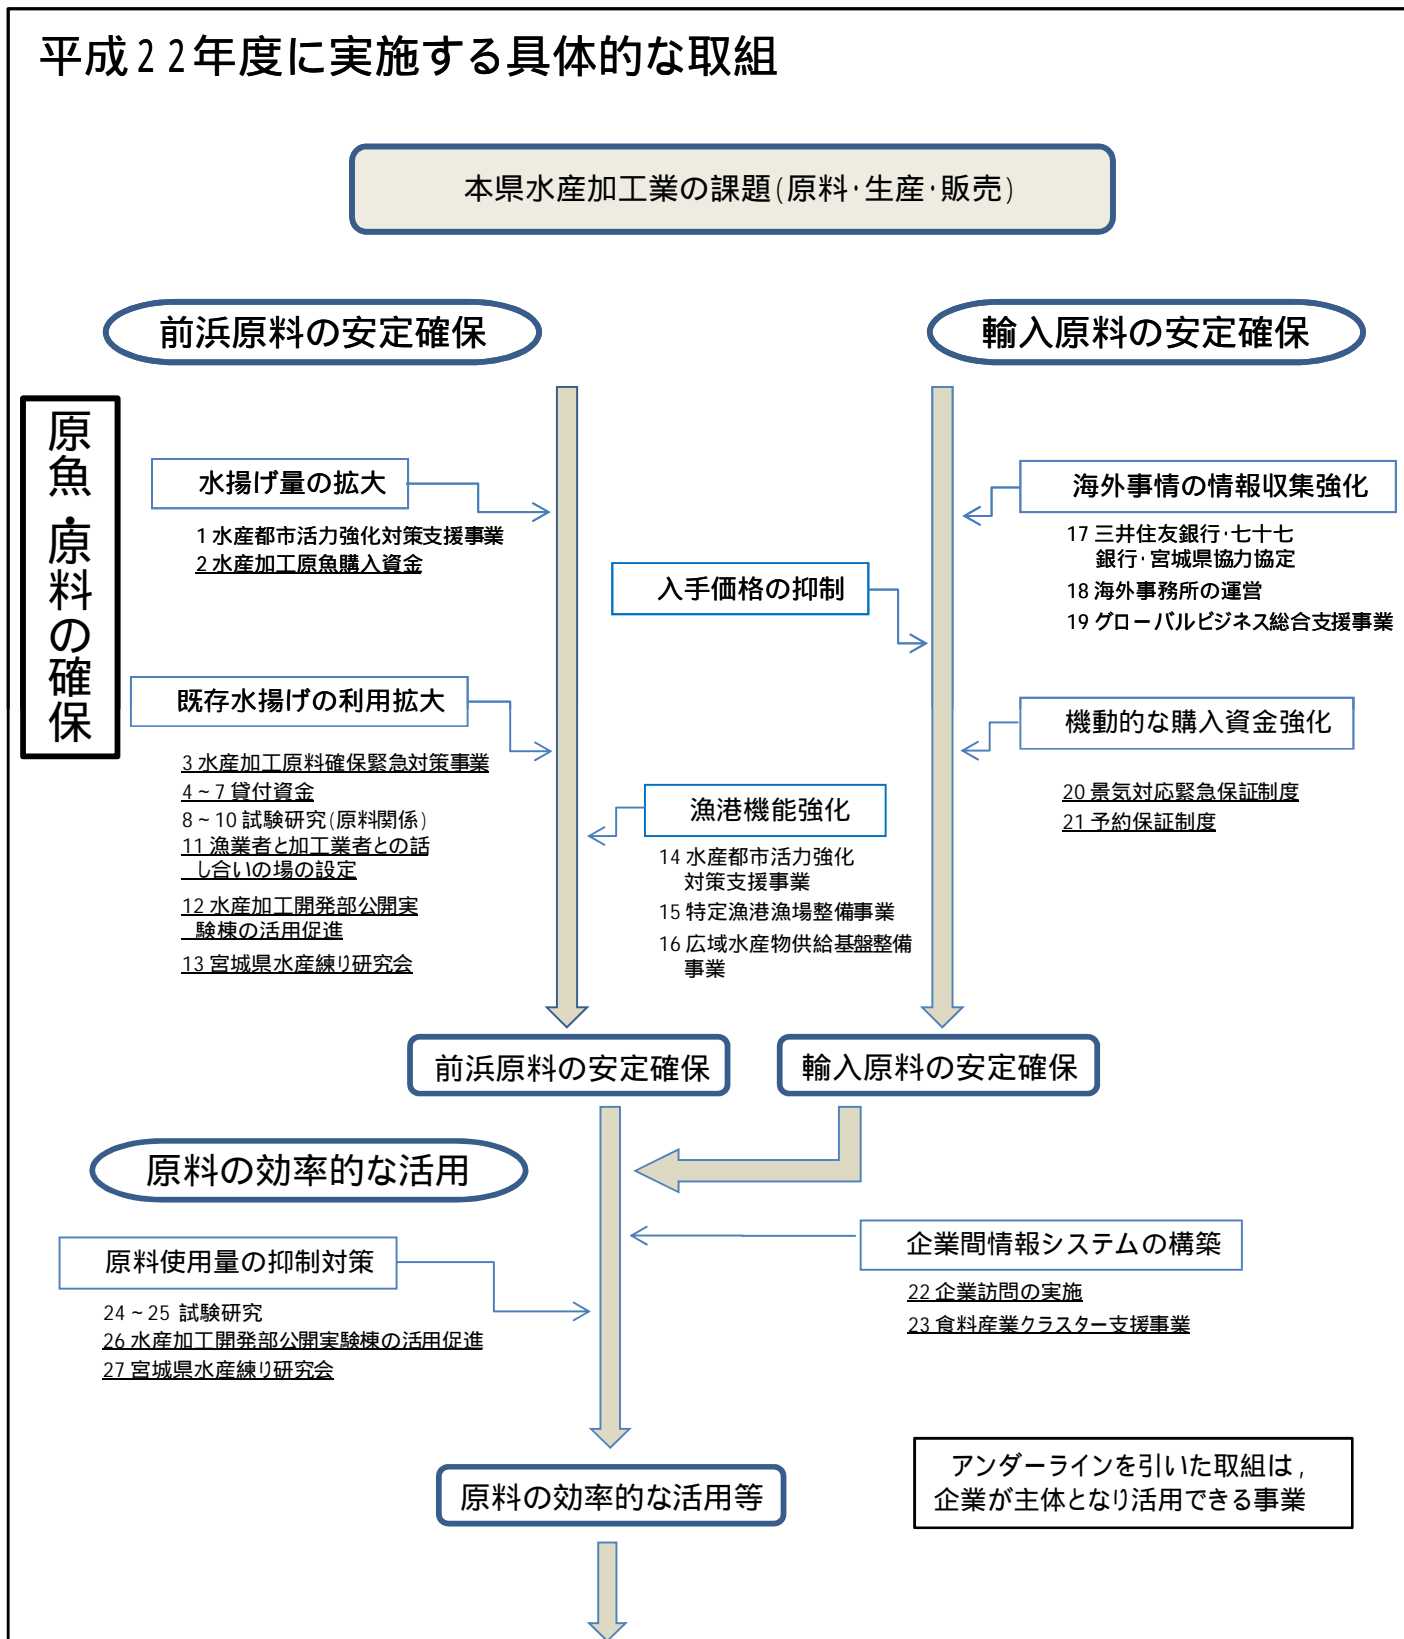 平成22年度に実施する具体的な取組
本県水産加工業の課題(原料・生産・販売)
前浜原料の安定確保
輸入原料の安定確保
原魚・原料の確保
水揚げ量の拡大
1 水産都市活力強化対策支援事業
2 水産加工原魚購入資金
海外事情の情報収集強化
17 三井住友銀行・七十七
銀行・宮城県協力協定
18 海外事務所の運営
19 グローバルビジネス総合支援事業
入手価格の抑制
既存水揚げの利用拡大
3 水産加工原料確保緊急対策事業
4~7 貸付資金
8~10 試験研究(原料関係)
11 漁業者と加工業者との話
し合いの場の設定
12 水産加工開発部公開実
験棟の活用促進
13 宮城県水産練り研究会
機動的な購入資金強化
20 景気対応緊急保証制度
21 予約保証制度
漁港機能強化
14 水産都市活力強化
対策支援事業
15 特定漁港漁場整備事業
16 広域水産物供給基盤整備
事業
前浜原料の安定確保
輸入原料の安定確保
原料の効率的な活用
原料使用量の抑制対策
24~25 試験研究
26 水産加工開発部公開実験棟の活用促進
27 宮城県水産練り研究会
企業間情報システムの構築
22 企業訪問の実施
23 食料産業クラスター支援事業
原料の効率的な活用等
アンダーラインを引いた取組は,
企業が主体となり活用できる事業